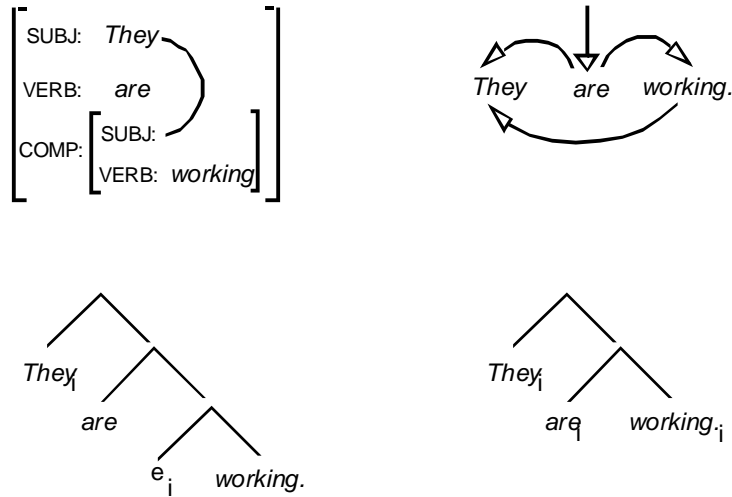 SUBJ: They
VERB: are
COMP: SUBJ:
VERB: working
They are working.
They i
are
e i working.
They i
are i working. i